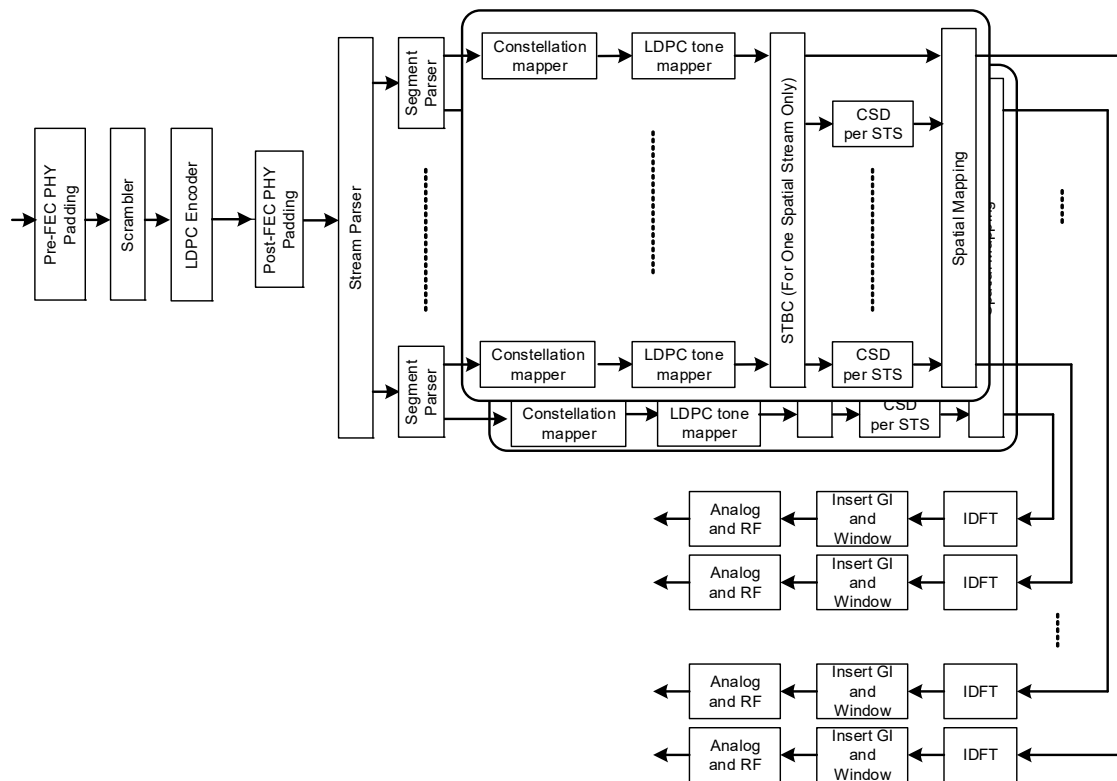 Pre-FEC PHY
Padding
Scrambler
LDPC Encoder
Post-FEC PHY
Padding
Stream Parser
Segment
Parser
Constellation
mapper
LDPC tone
mapper
STBC (For One Spatial Stream Only)
CSD
per STS
Spatial Mapping
Segment
Parser
Constellation
mapper
LDPC tone
mapper
CSD
per STS
Constellation
mapper
LDPC tone
mapper
CSD
per STS
Analog
and RF
Insert GI
and
Window
IDFT
Analog
and RF
Insert GI
and
Window
IDFT
Analog
and RF
Insert GI
and
Window
IDFT
Analog
and RF
Insert GI
and
Window
IDFT